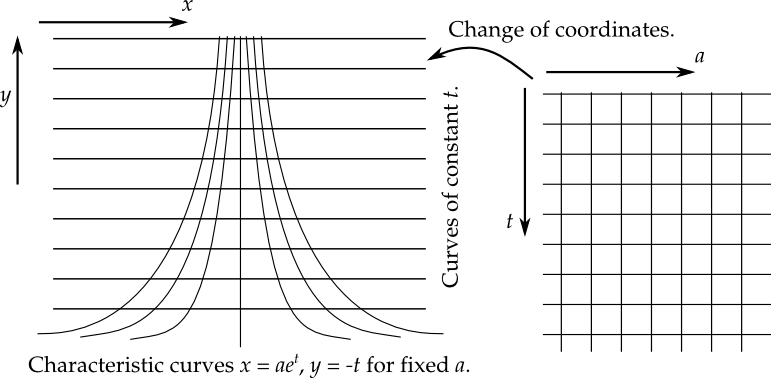 x
Change of coordinates.
a
y
Curves of constant t.
t
Characteristic curves x = ae^t, y = -t for fixed a.